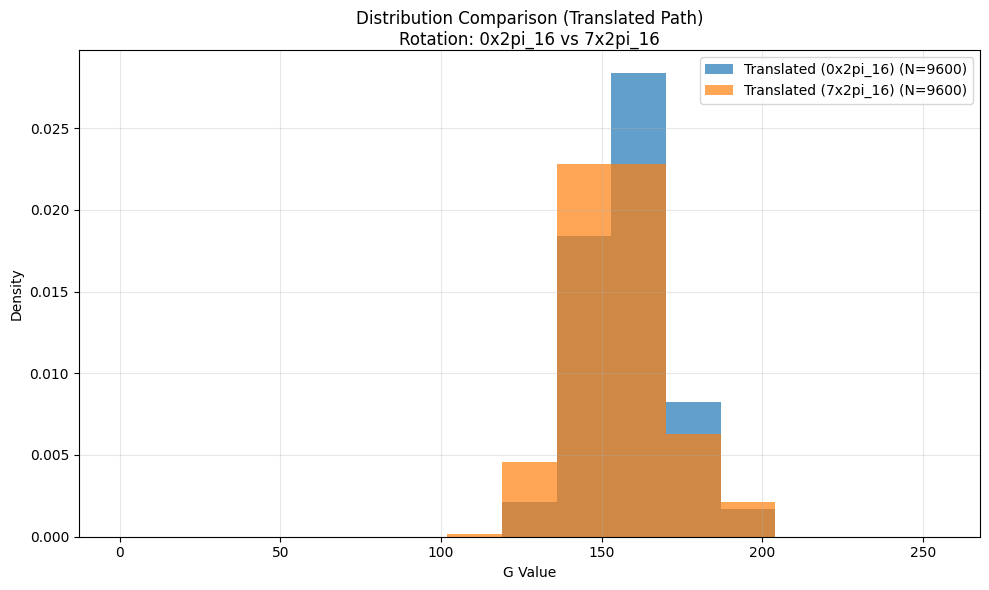 Distribution Comparison (Translated Path)
Rotation: 0x2pi_16 vs 7x2pi_16
Translated (0x2pi_16) (N=9600)
Translated (7x2pi_16) (N=9600)
Density
0.025
0.020
0.015
0.010
0.005
0.000
0 50 100 150 200 250
G Value